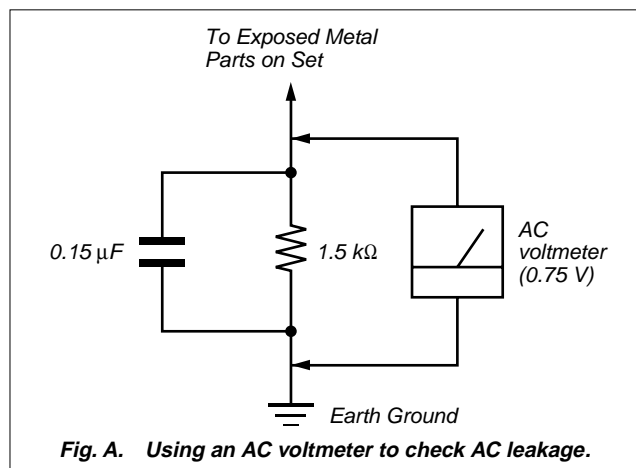 To Exposed Metal
Parts on Set
0.15 μF
1.5 kΩ
AC
voltmeter
(0.75 V)
Earth Ground
Fig. A. Using an AC voltmeter to check AC leakage.